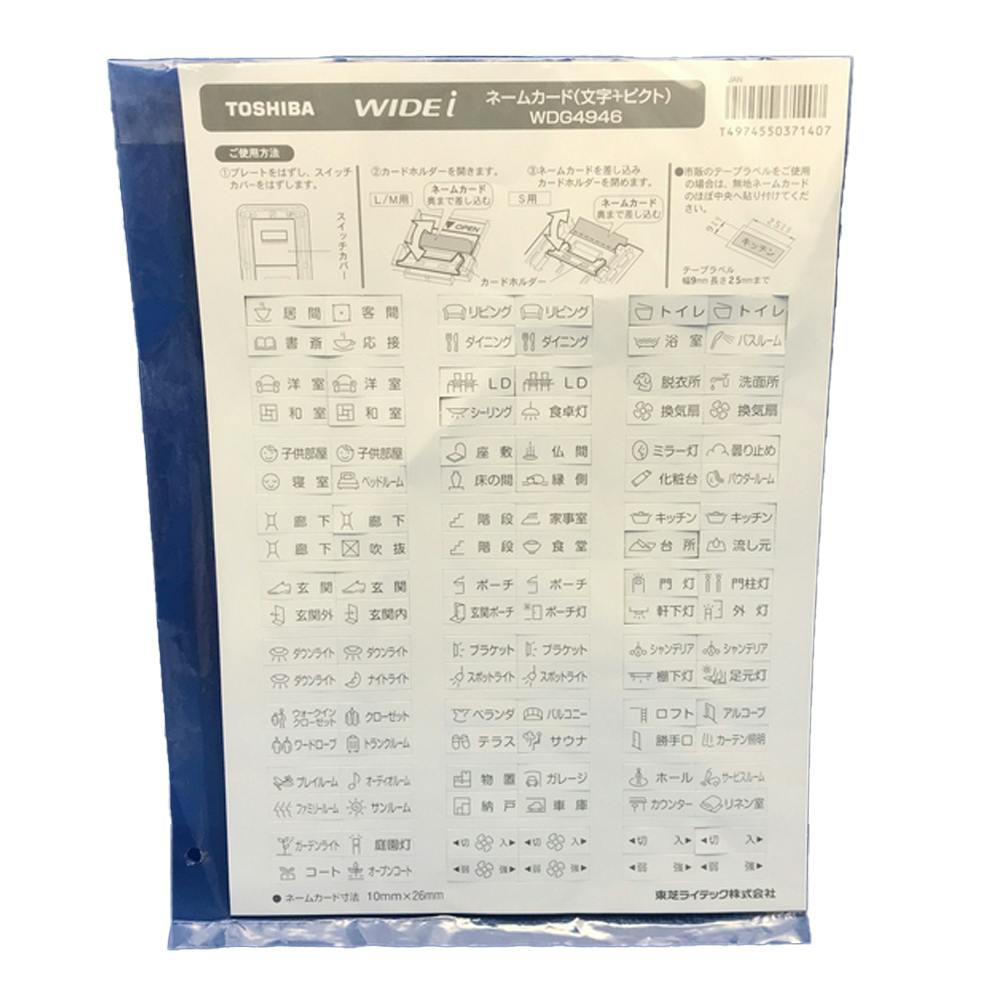 TOSHIBA WIDE i ネームカード(文字+ピクト)
WDG4946
JAN
T4974550371407
ご使用方法
①プレートをはずし、スイッチ
カバーをはずします。
スイッチカバー
②カードホルダーを開きます。
L/M用
ネームカード
奥まで差し込む
OPEN
カードホルダー
③ネームカードを差し込み
カードホルダーを閉めます。
S用
ネームカード
奥まで差し込む
●市販のテープラベルをご使用
の場合は、無地ネームカード
のほぼ中央へ貼り付けてくだ
さい。
キッチン
テープラベル
幅9mm 長さ25mmまで
居間 客間 リビング リビング トイレ トイレ
書斎 応接 ダイニング ダイニング 浴室 バスルーム
洋室 洋室 LD LD 脱衣所 洗面所
和室 和室 シーリング 食卓灯 換気扇 換気扇
子供部屋 子供部屋 座敷 仏間 ミラー灯 曇り止め
寝室 ベッドルーム 床の間 縁側 化粧台 パウダールーム
廊下 廊下 階段 家事室 キッチン キッチン
廊下 吹抜 階段 食堂 台所 流し元
玄関 玄関 ポーチ ポーチ 門灯 門柱灯
玄関外 玄関内 玄関ポーチ ポーチ灯 軒下灯 外灯
ダウンライト ダウンライト ブラケット ブラケット シャンデリア シャンデリア
ダウンライト ナイトライト スポットライト スポットライト 棚下灯 足元灯
ウォークインクローゼット クローゼット ベランダ バルコニー ロフト アルコーブ
ワードローブ トランクルーム テラス サウナ 勝手口 カーテン照明
プレイルーム オーディオルーム 物置 ガレージ ホール サービスルーム
ファミリールーム サンルーム 納戸 車庫 カウンター リネン室
ガーデンライト 庭園灯 ◀切 入▶ ◀切 入▶ ◀切 入▶ ◀切 入▶
コート オープンコート ◀弱 強▶ ◀弱 強▶ ◀弱 強▶ ◀弱 強▶
●ネームカード寸法 10mm×26mm
東芝ライテック株式会社